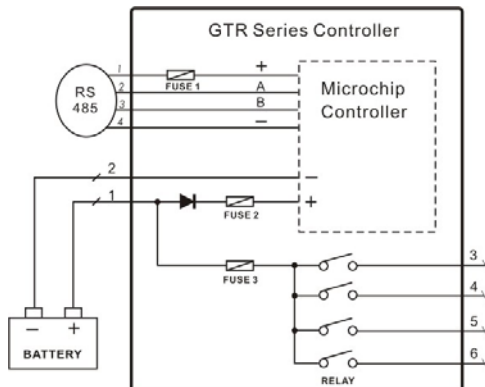 GTR Series Controller
1 + 
RS 485
FUSE 1
2 A
3 B
4 −
Microchip
Controller
2 −
1 +
FUSE 2
FUSE 3
3
4
5
6
− +
BATTERY
RELAY